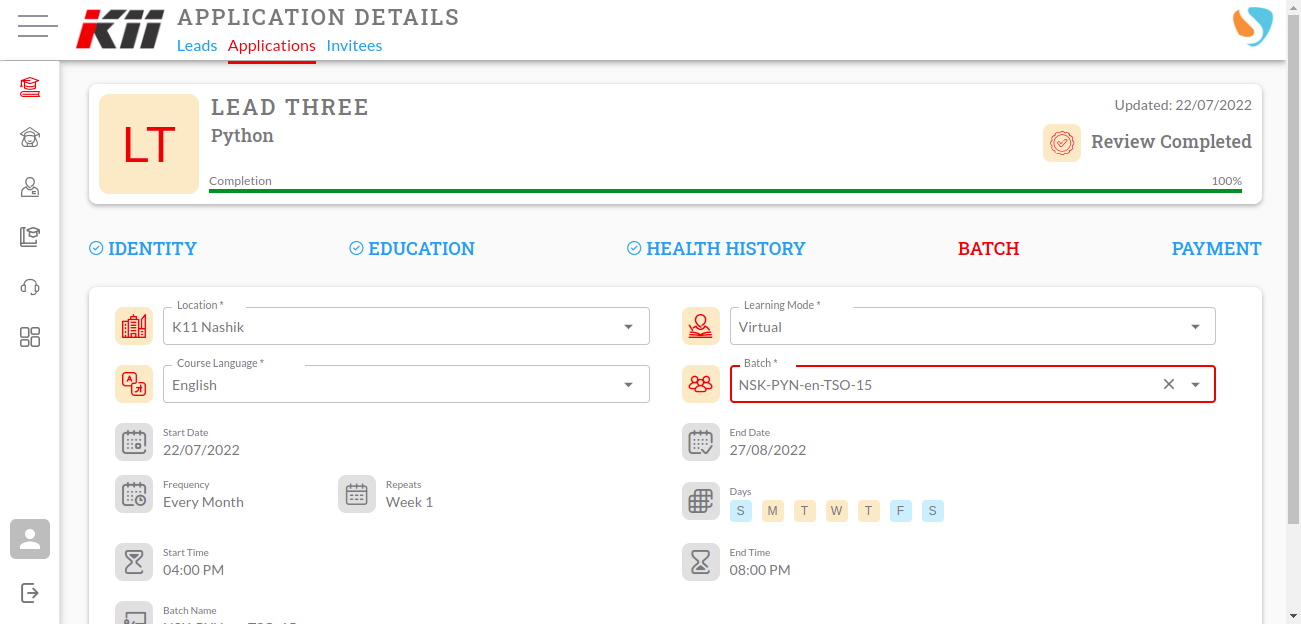 K11
APPLICATION DETAILS
Leads Applications Invitees
LT
LEAD THREE
Python
Updated: 22/07/2022
Review Completed
Completion
100%
IDENTITY EDUCATION HEALTH HISTORY BATCH PAYMENT
Location *
K11 Nashik
Learning Mode *
Virtual
Course Language *
English
Batch *
NSK-PYN-en-TSO-15
Start Date
22/07/2022
End Date
27/08/2022
Frequency
Every Month
Repeats
Week 1
Days
S M T W T F S
Start Time
04:00 PM
End Time
08:00 PM
Batch Name